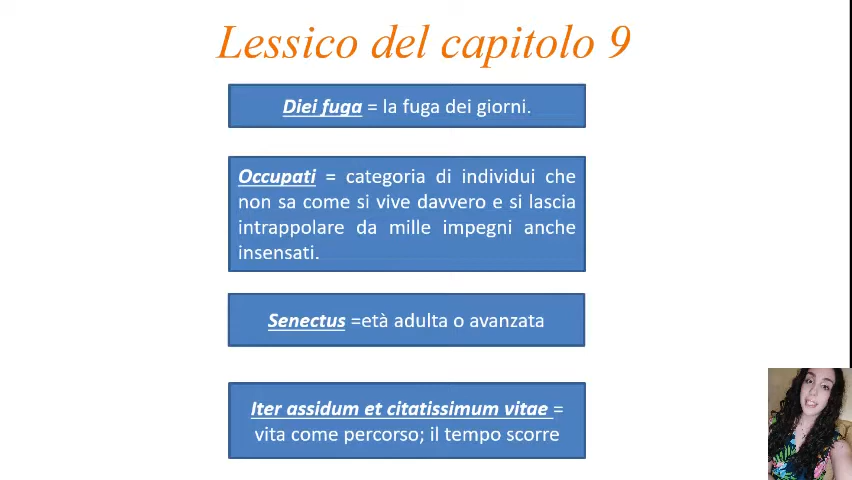 Lessico del capitolo 9
Diei fuga = la fuga dei giorni.
Occupati = categoria di individui che
non sa come si vive davvero e si lascia
intrappolare da mille impegni anche
insensati.
Senectus =età adulta o avanzata
Iter assidum et citatissimum vitae =
vita come percorso; il tempo scorre